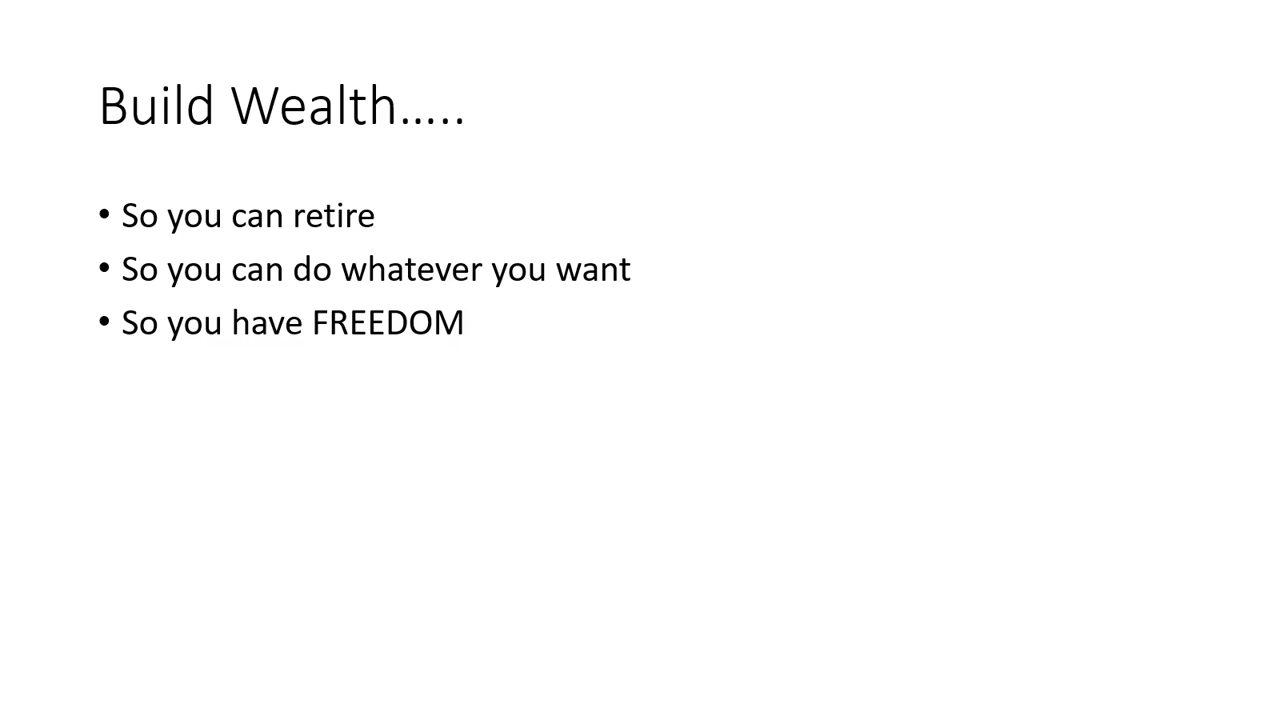 Build Wealth…..
• So you can retire
• So you can do whatever you want
• So you have FREEDOM